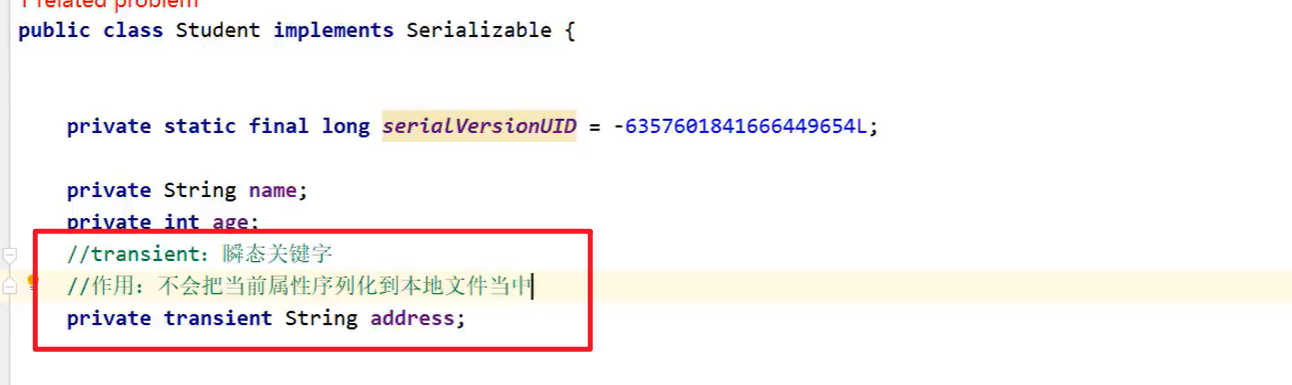 1 related problem
public class Student implements Serializable {
private static final long serialVersionUID = -6357601841666449654L;
private String name;
private int age;
//transient：瞬态关键字
//作用：不会把当前属性序列化到本地文件当中
private transient String address;